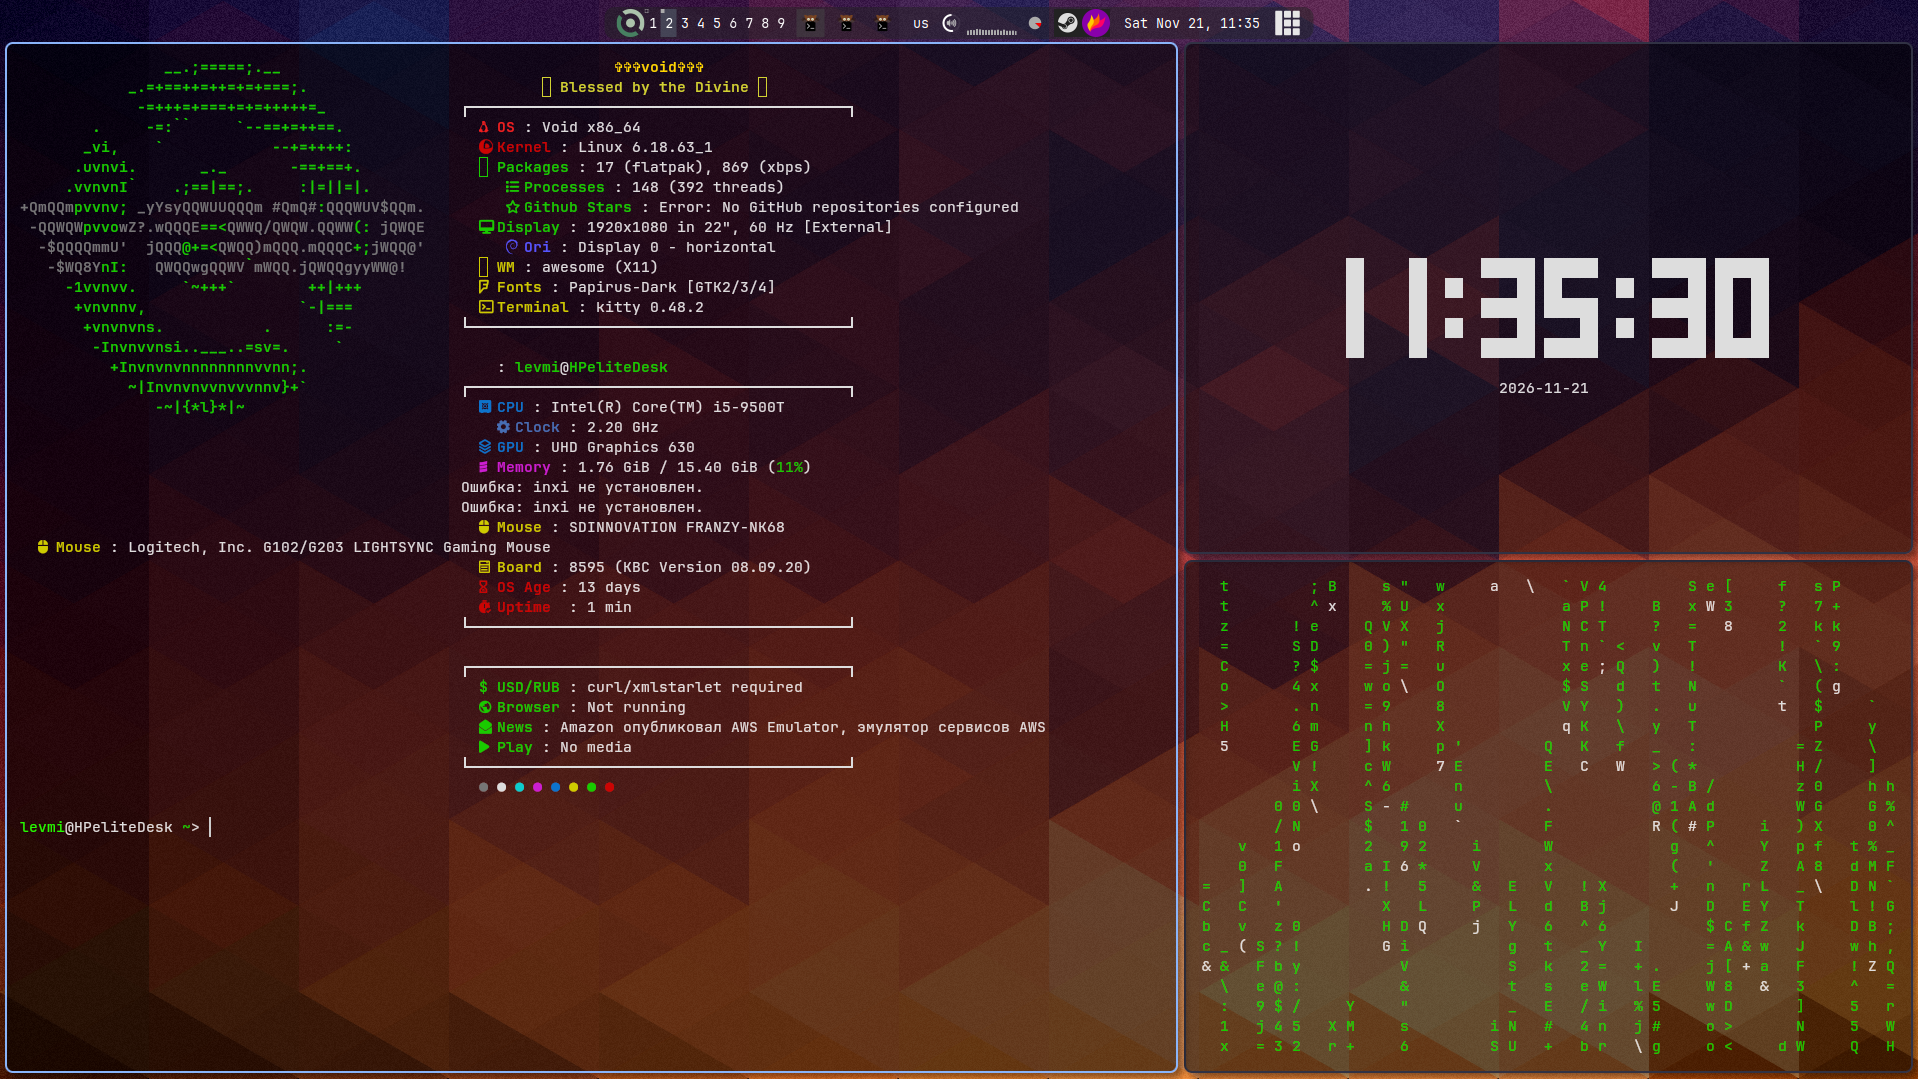 1 2 3 4 5 6 7 8 9 us Sat Nov 21, 11:35
✞✞✞void✞✞✞
Blessed by the Divine
OS : Void x86_64
Kernel : Linux 6.18.63_1
Packages : 17 (flatpak), 869 (xbps)
Processes : 148 (392 threads)
Github Stars : Error: No GitHub repositories configured
Display : 1920x1080 in 22", 60 Hz [External]
Ori : Display 0 - horizontal
WM : awesome (X11)
Fonts : Papirus-Dark [GTK2/3/4]
Terminal : kitty 0.48.2
: levmi@HPeliteDesk
CPU : Intel(R) Core(TM) i5-9500T
Clock : 2.20 GHz
GPU : UHD Graphics 630
Memory : 1.76 GiB / 15.40 GiB (11%)
Ошибка: inxi не установлен.
Ошибка: inxi не установлен.
Mouse : SDINNOVATION FRANZY-NK68
Mouse : Logitech, Inc. G102/G203 LIGHTSYNC Gaming Mouse
Board : 8595 (KBC Version 08.09.20)
OS Age : 13 days
Uptime : 1 min
$ USD/RUB : curl/xmlstarlet required
Browser : Not running
News : Amazon опубликовал AWS Emulator, эмулятор сервисов AWS
Play : No media
levmi@HPeliteDesk ~>
11:35:30
2026-11-21